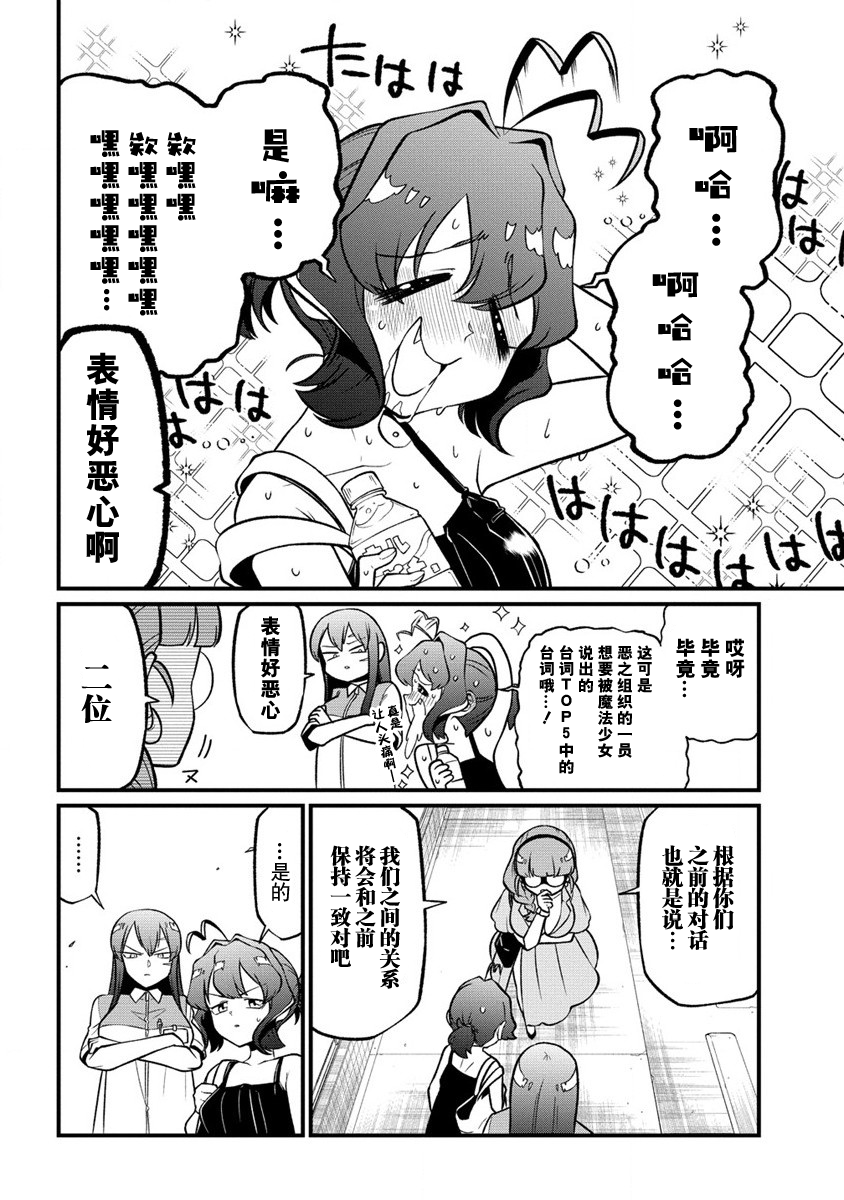 啊
哈…
啊
哈
哈…
たはは
ははは
はははは
はははは
是
嘛…
欸嘿嘿
欸嘿嘿嘿嘿
嘿嘿嘿嘿嘿…
表情好恶心啊
哎呀
毕竟
毕竟…
这可是
恶之组织的一员
想要被魔法少女
说出的
台词TOP5中的
台词哦…!
真是
让人头痛啊—
表情好恶心
二位
根据你们
之前的对话
也就是说…
我们之间的关系
将会和之前
保持一致对吧
…是的
……